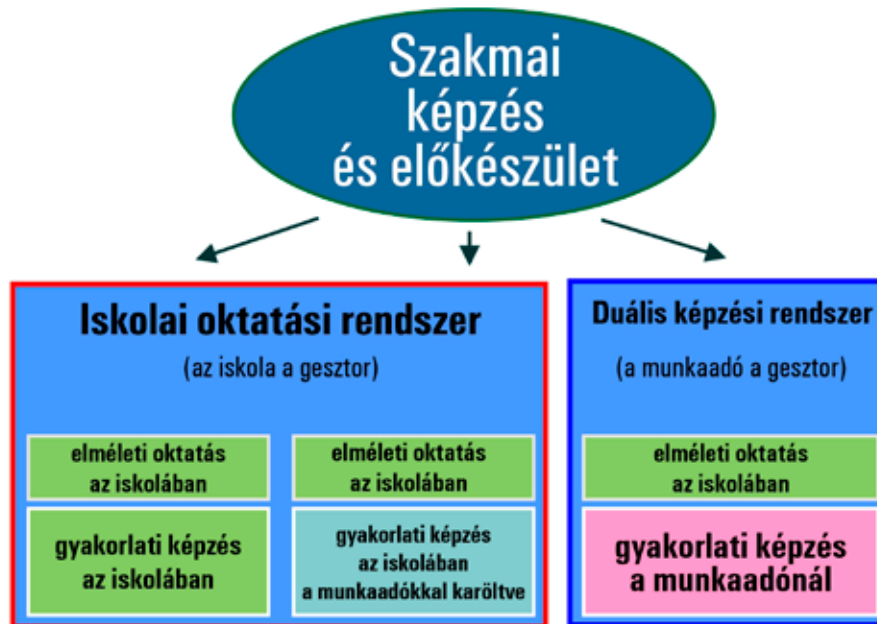 Szakmai
képzés
és előkészület
Iskolai oktatási rendszer
(az iskola a gesztor)
elméleti oktatás
az iskolában
gyakorlati képzés
az iskolában
elméleti oktatás
az iskolában
gyakorlati képzés
az iskolában
a munkaadókkal karöltve
Duális képzési rendszer
(a munkaadó a gesztor)
elméleti oktatás
az iskolában
gyakorlati képzés
a munkaadónál